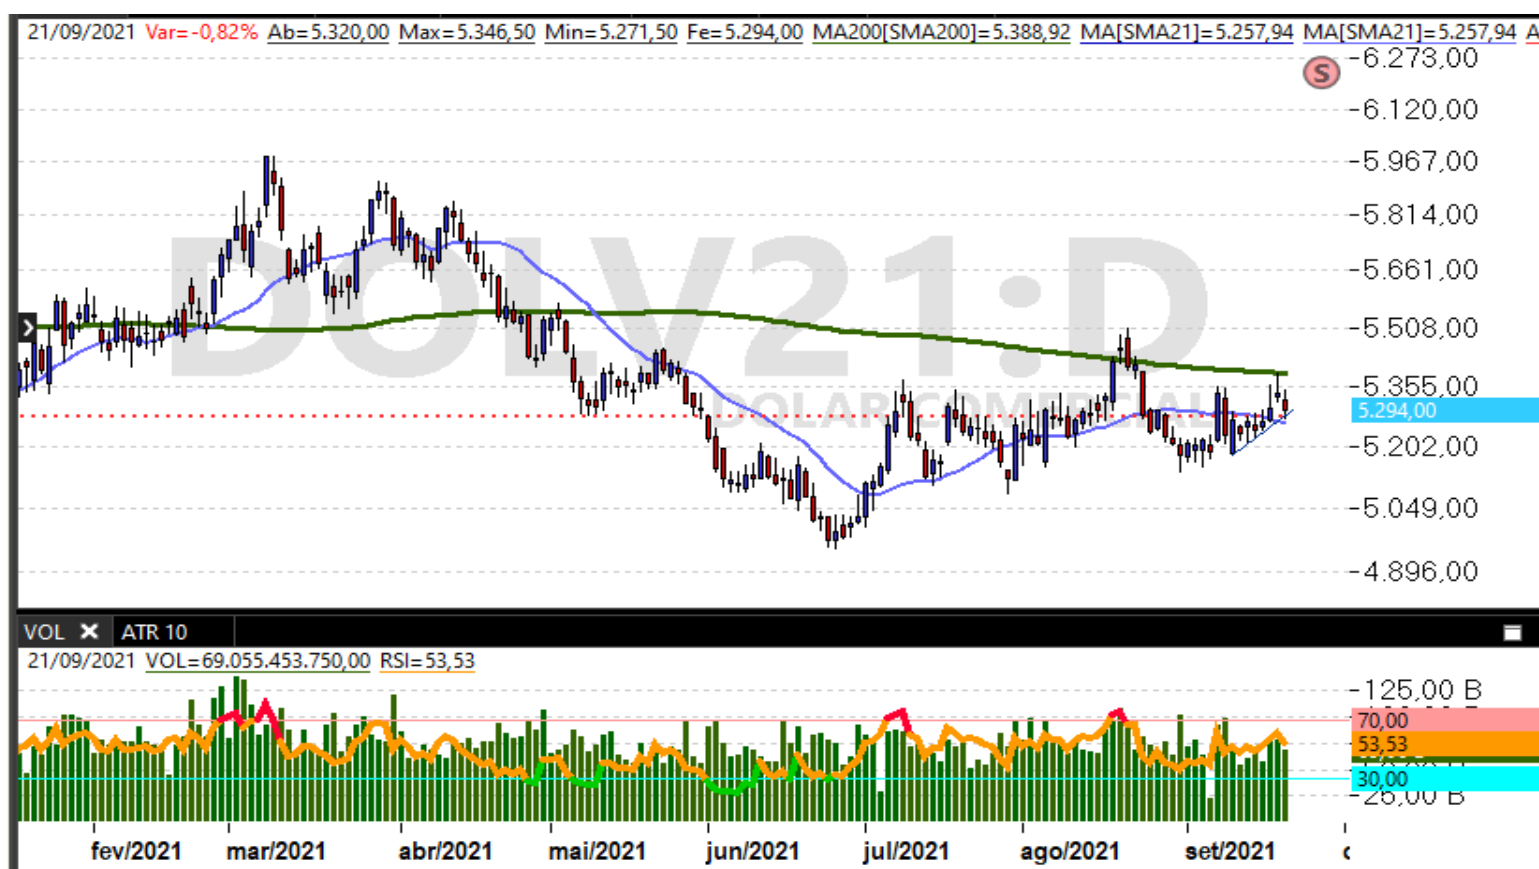 21/09/2021 Var=-0,82% Ab=5.320,00 Max=5.346,50 Min=5.271,50 Fe=5.294,00 MA200[SMA200]=5.388,92 MA[SMA21]=5.257,94 MA[SMA21]=5.257,94 A
S
6.273,00
6.120,00
5.967,00
5.814,00
5.661,00
5.508,00
5.355,00
5.294,00
5.202,00
5.049,00
4.896,00
DOLV21:D
DOLAR COMERCIAL
VOL ATR 10
21/09/2021 VOL=69.055.453.750,00 RSI=53,53
125,00 B
70,00
53,53
30,00
25,00 B
fev/2021 mar/2021 abr/2021 mai/2021 jun/2021 jul/2021 ago/2021 set/2021